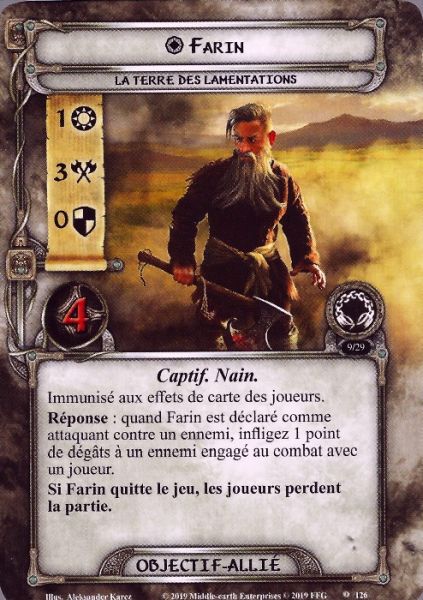 Farin
La Terre des Lamentations
1
3
0
4
9/29
Captif. Nain.
Immunisé aux effets de carte des joueurs.
Réponse : quand Farin est déclaré comme
attaquant contre un ennemi, infligez 1 point
de dégâts à un ennemi engagé au combat avec
un joueur.
Si Farin quitte le jeu, les joueurs perdent
la partie.
Objectif-Allié
Illus. Aleksander Karcz © 2019 Middle-earth Enterprises © 2019 FFG 126